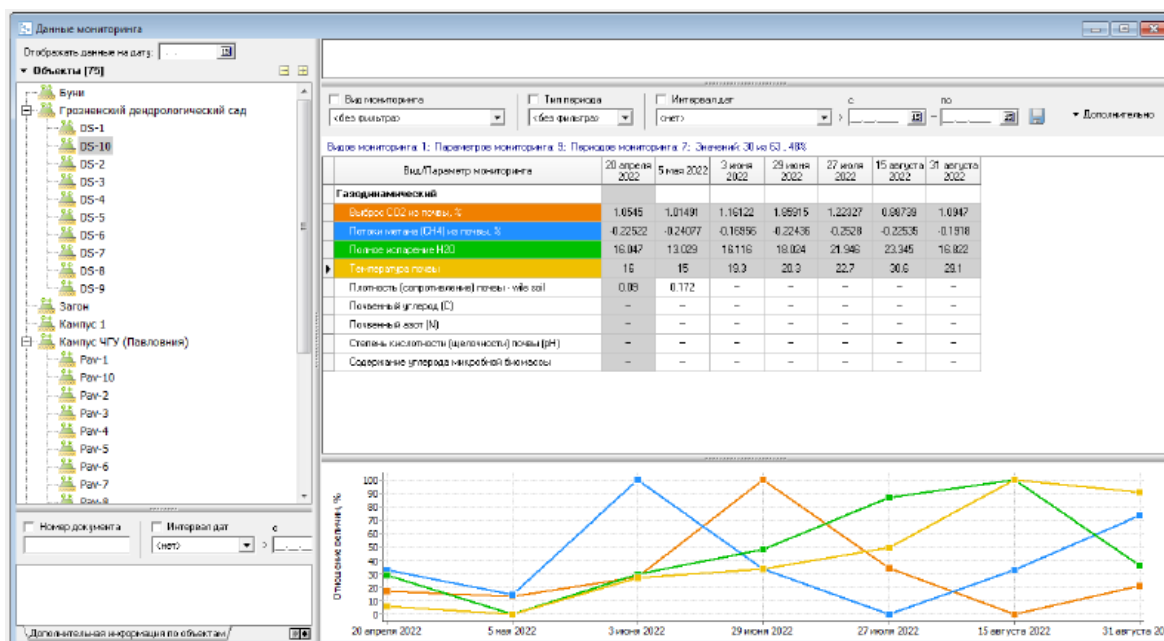 Данные мониторинга
Отображать данные на дату:
Объекты [75]
Буни
Грозненский дендрологический сад
DS-1
DS-10
DS-2
DS-3
DS-4
DS-5
DS-6
DS-7
DS-8
DS-9
Загон
Кампус 1
Кампус ЧГУ (Павловния)
Pav-1
Pav-10
Pav-2
Pav-3
Pav-4
Pav-5
Pav-6
Pav-7
Pav-8
Номер документа Интервал дат с
(нет) >
Дополнительная информация по объектам
Вид мониторинга Тип периода Интервал дат с по
<без фильтра> <без фильтра> (нет) > – Дополнительно
Видов мониторинга: 1; Параметров мониторинга: 9; Периодов мониторинга: 7; Значений: 30 из 63, 48%
Вид/Параметр мониторинга 20 апреля 2022 5 мая 2022 3 июня 2022 29 июня 2022 27 июля 2022 15 августа 2022 31 августа 2022
Газодинамический
Выброс CO2 из почвы, % 1.0545 1.01491 1.16122 1.85915 1.22327 0.88739 1.0947
Потоки метана (CH4) из почвы, % -0.22522 -0.24077 -0.16956 -0.22436 -0.2528 -0.22535 -0.1918
Полное испарение H2O 16.047 13.029 16.116 18.024 21.946 23.345 16.822
Температура почвы 16 15 19.3 20.3 22.7 30.6 29.1
Плотность (сопротивление) почвы - wile soil 0.09 0.172 – – – – –
Почвенный углерод (C) – – – – – – –
Почвенный азот (N) – – – – – – –
Степень кислотности (щелочности) почвы (pH) – – – – – – –
Содержание углерода микробной биомассы – – – – – – –
Отношение величин, %
100
90
80
70
60
50
40
30
20
10
0
20 апреля 2022 5 мая 2022 3 июня 2022 29 июня 2022 27 июля 2022 15 августа 2022 31 августа 20